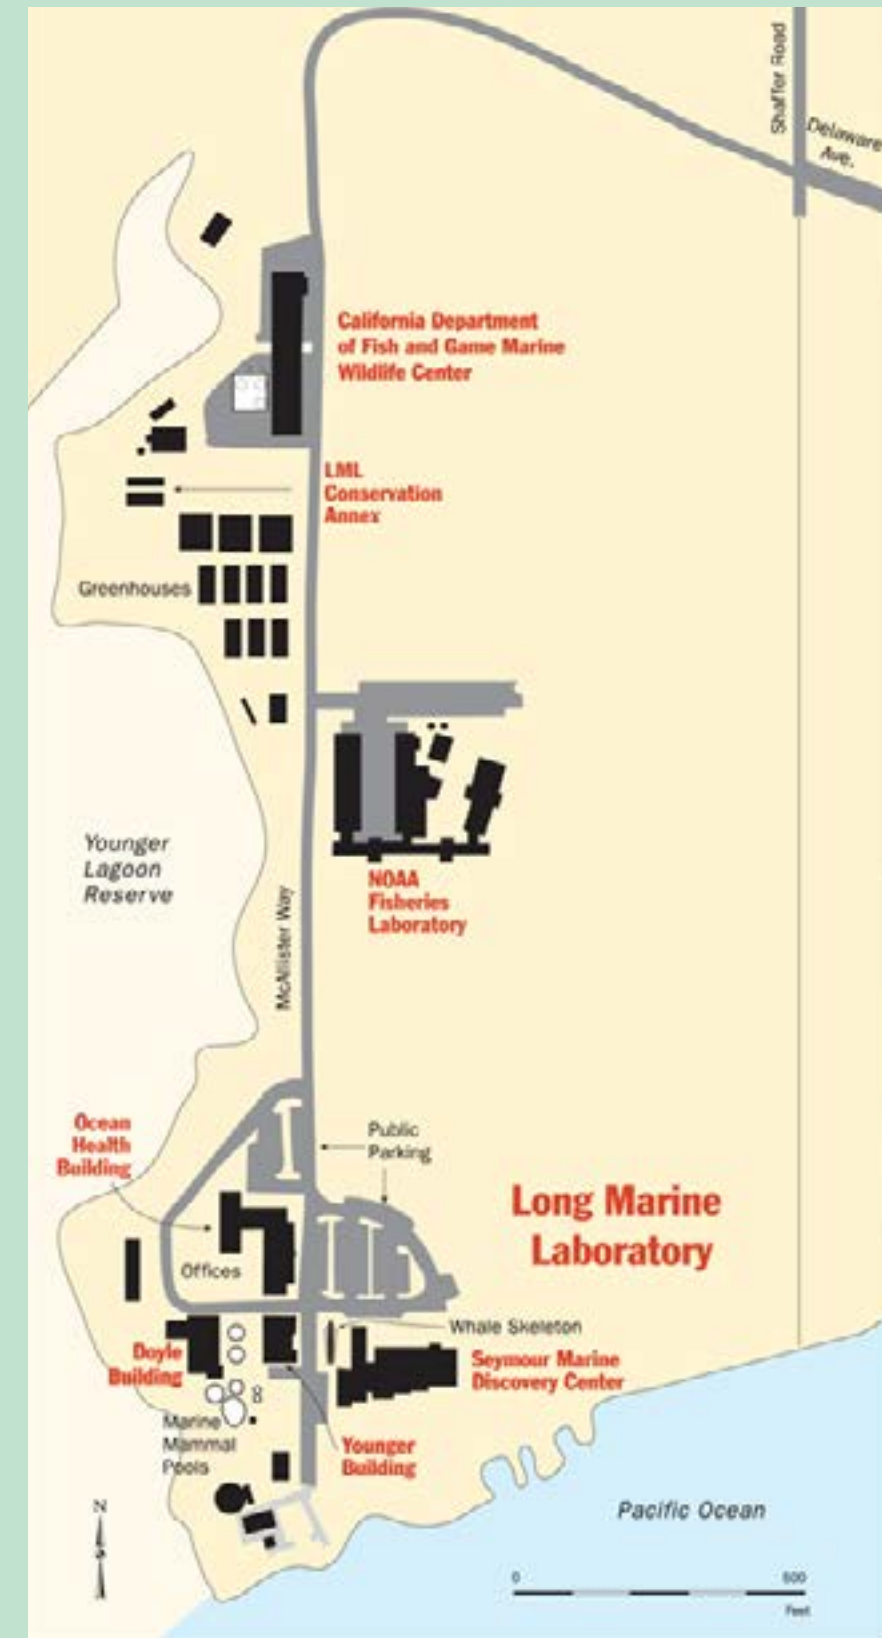 Shaffer Road
Delaware
Ave.
California Department
of Fish and Game Marine
Wildlife Center
LML
Conservation
Annex
Greenhouses
Younger
Lagoon
Reserve
NOAA
Fisheries
Laboratory
McAllister Way
Ocean
Health
Building
Public
Parking
Long Marine
Laboratory
Offices
Whale Skeleton
Doyle
Building
Seymour Marine
Discovery Center
Marine
Mammal
Pools
Younger
Building
N
S
Pacific Ocean
0
500
Feet